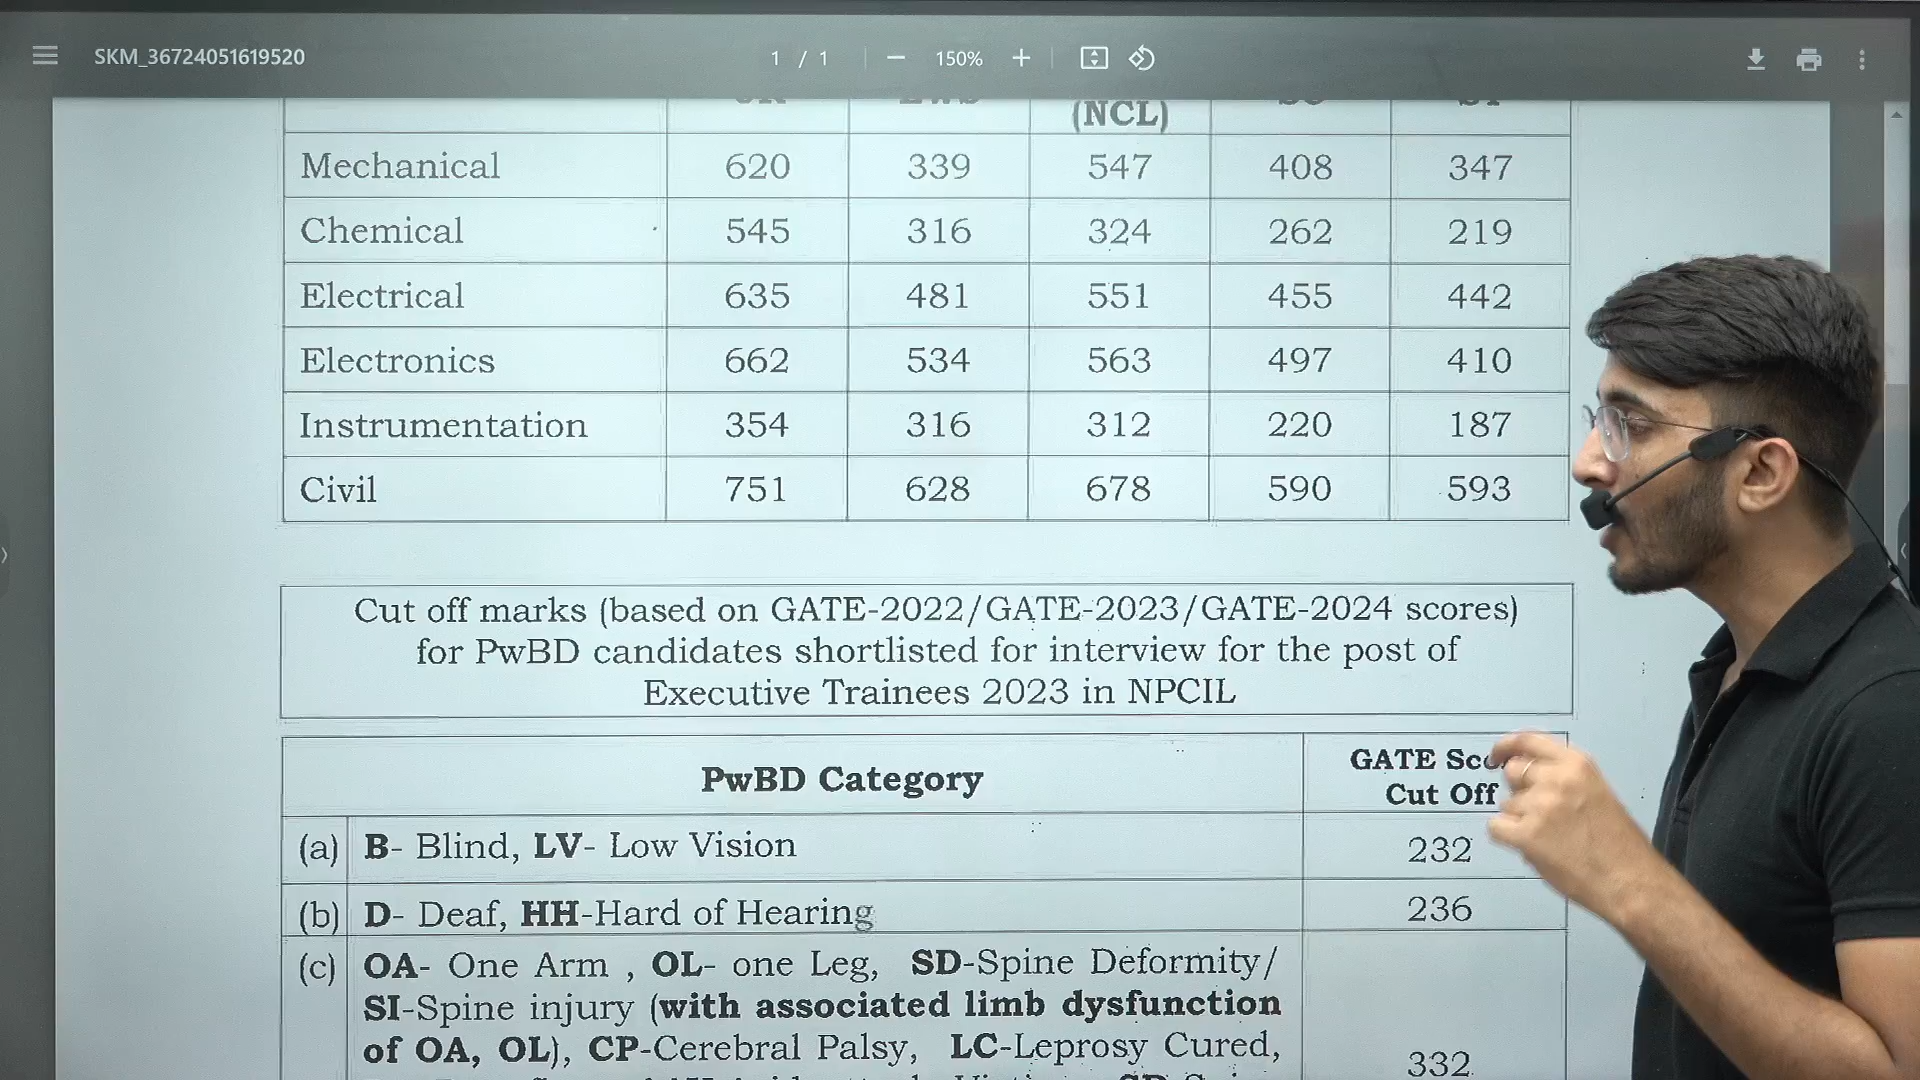 SKM_36724051619520
1 / 1
150%
(NCL)
Mechanical 620 339 547 408 347
Chemical 545 316 324 262 219
Electrical 635 481 551 455 442
Electronics 662 534 563 497 410
Instrumentation 354 316 312 220 187
Civil 751 628 678 590 593
Cut off marks (based on GATE-2022/GATE-2023/GATE-2024 scores)
for PwBD candidates shortlisted for interview for the post of
Executive Trainees 2023 in NPCIL
PwBD Category
GATE
Cut Off
(a) B- Blind, LV- Low Vision 232
(b) D- Deaf, HH-Hard of Hearing 236
(c) OA- One Arm , OL- one Leg, SD-Spine Deformity/
SI-Spine injury (with associated limb dysfunction
of OA, OL), CP-Cerebral Palsy, LC-Leprosy Cured,
332